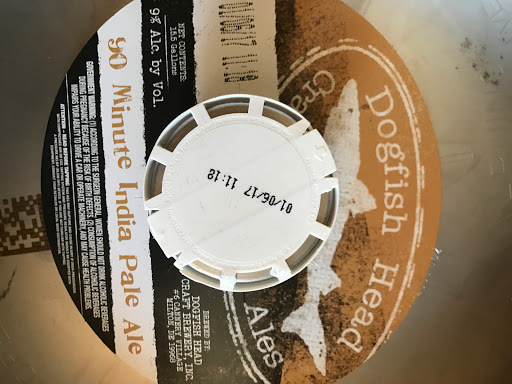 Dogfish Head
Craft
Ales
01/06/17 11:18
NET CONTENTS:
15.5 Gallons
9% Alc. by Vol.
90 Minute India Pale Ale
BREWED BY:
DOGFISH HEAD
CRAFT BREWERY, INC.
#6 CANNERY VILLAGE
MILTON, DE 19968
GOVERNMENT WARNING: (1) ACCORDING TO THE SURGEON GENERAL, WOMEN SHOULD NOT DRINK ALCOHOLIC BEVERAGES
DURING PREGNANCY BECAUSE OF THE RISK OF BIRTH DEFECTS. (2) CONSUMPTION OF ALCOHOLIC BEVERAGES
IMPAIRS YOUR ABILITY TO DRIVE A CAR OR OPERATE MACHINERY, AND MAY CAUSE HEALTH PROBLEMS.